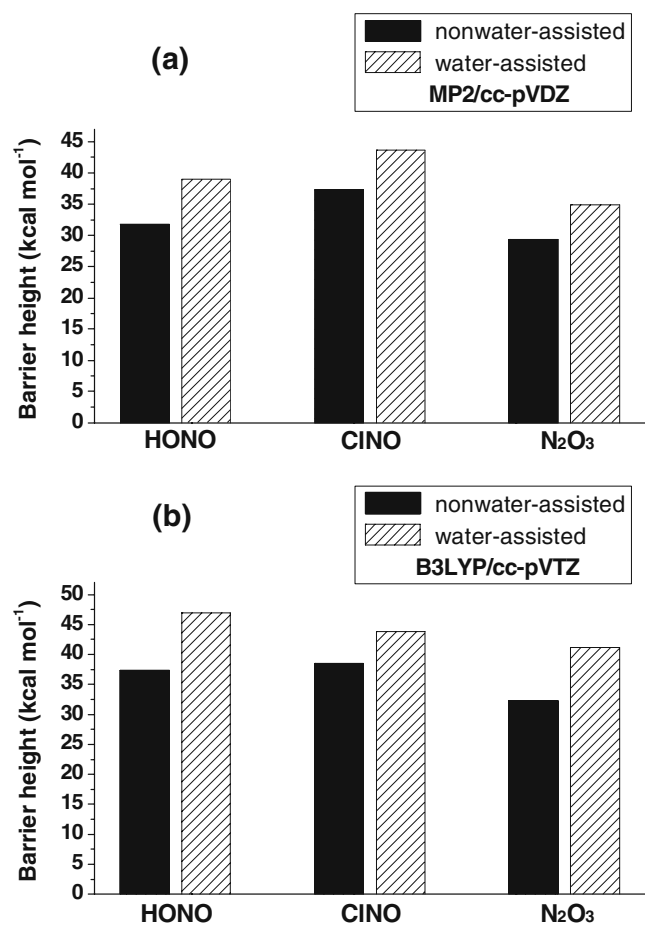 (a)
nonwater-assisted
water-assisted
MP2/cc-pVDZ
Barrier height (kcal mol⁻¹)
45
40
35
30
25
20
15
10
5
0
HONO
ClNO
N₂O₃
(b)
nonwater-assisted
water-assisted
B3LYP/cc-pVTZ
Barrier height (kcal mol⁻¹)
50
45
40
35
30
25
20
15
10
5
0
HONO
ClNO
N₂O₃